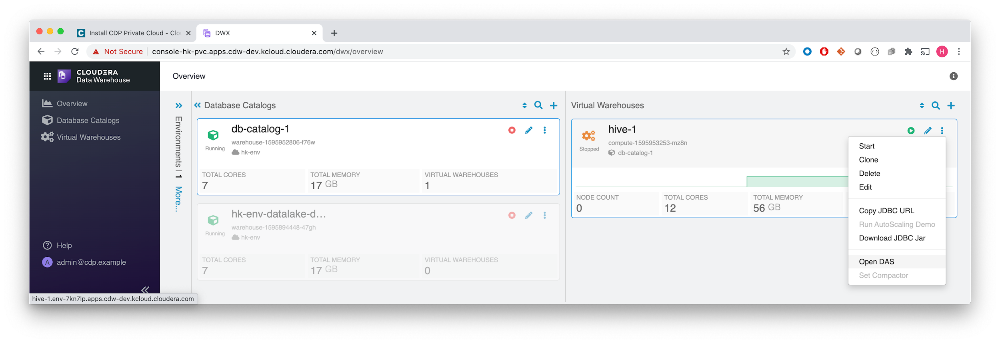 Install CDP Private Cloud - Clo
DWX
Not Secure
console-hk-pvc.apps.cdw-dev.kcloud.cloudera.com/dwx/overview
H
CLOUDERA
Data Warehouse
Overview
Database Catalogs
Virtual Warehouses
Help
A
admin@cdp.example
hive-1.env-7kn7lp.apps.cdw-dev.kcloud.cloudera.com
Overview
Environments | 1 More...
Database Catalogs
db-catalog-1
warehouse-1595952806-f76w
Running
hk-env
TOTAL CORES
7
TOTAL MEMORY
17 GB
VIRTUAL WAREHOUSES
1
hk-env-datalake-d...
warehouse-1595894448-47gh
Running
hk-env
TOTAL CORES
7
TOTAL MEMORY
17 GB
VIRTUAL WAREHOUSES
0
Virtual Warehouses
hive-1
compute-1595953253-mz8n
Stopped
db-catalog-1
NODE COUNT
0
TOTAL CORES
12
TOTAL MEMORY
56 GB
Start
Clone
Delete
Edit
Copy JDBC URL
Run AutoScaling Demo
Download JDBC Jar
Open DAS
Set Compactor